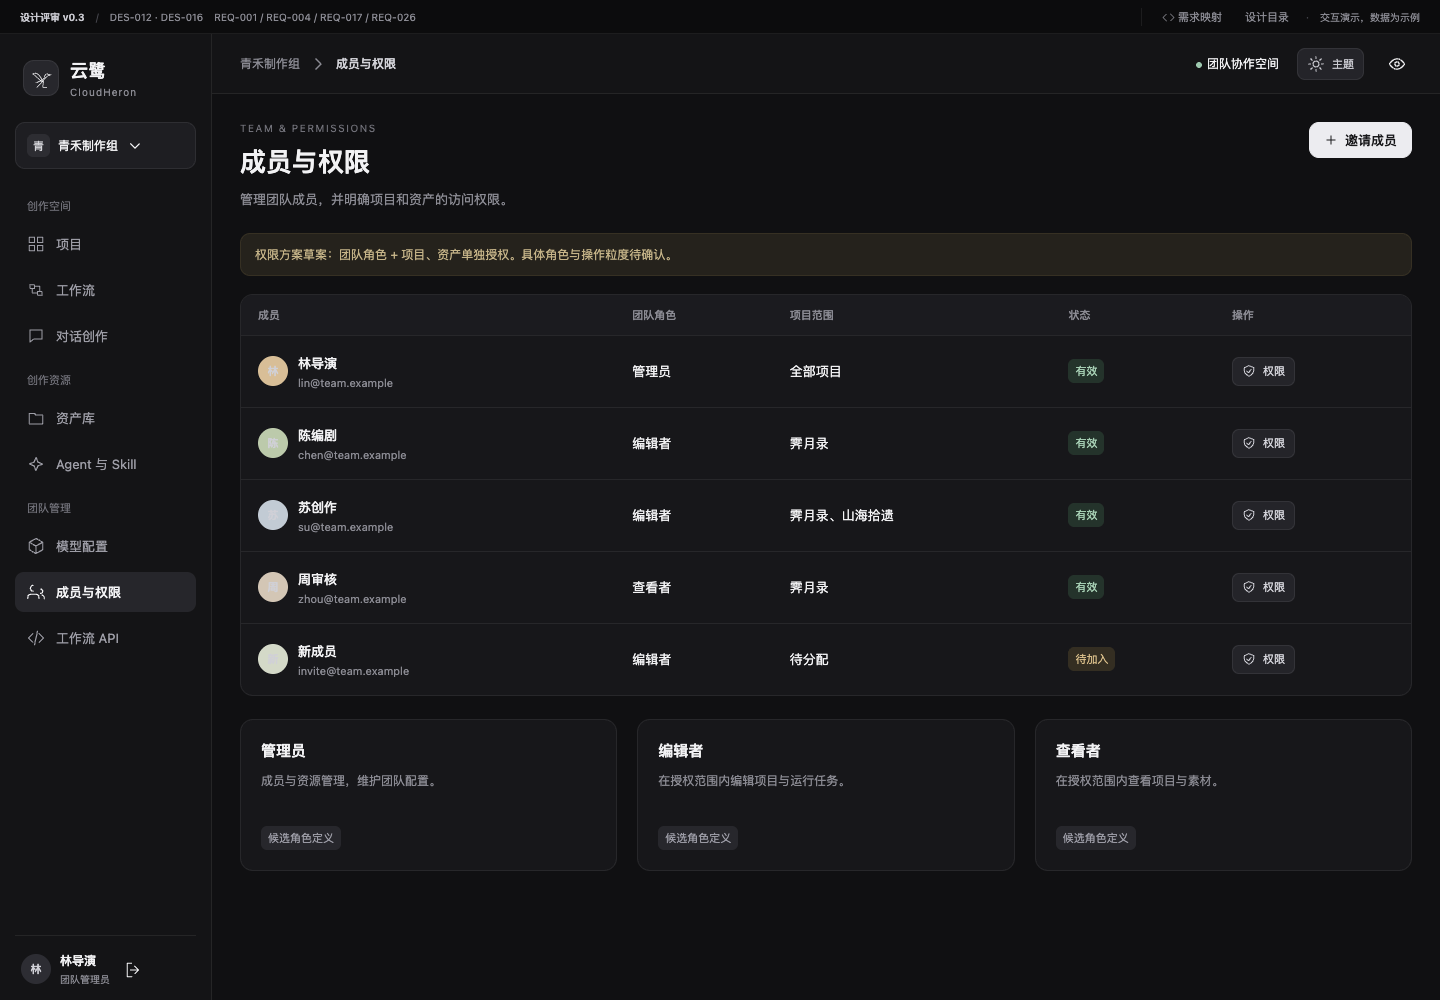 设计评审 v0.3 / DES-012 · DES-016 REQ-001 / REQ-004 / REQ-017 / REQ-026
需求映射 设计目录 · 交互演示，数据为示例
云鹭
CloudHeron
青 青禾制作组
创作空间
项目
工作流
对话创作
创作资源
资产库
Agent 与 Skill
团队管理
模型配置
成员与权限
工作流 API
林 林导演
团队管理员
青禾制作组 成员与权限
团队协作空间 主题
TEAM & PERMISSIONS
成员与权限
邀请成员
管理团队成员，并明确项目和资产的访问权限。
权限方案草案：团队角色 + 项目、资产单独授权。具体角色与操作粒度待确认。
成员 团队角色 项目范围 状态 操作
林 林导演 管理员 全部项目 有效 权限
lin@team.example
陈 陈编剧 编辑者 霁月录 有效 权限
chen@team.example
苏 苏创作 编辑者 霁月录、山海拾遗 有效 权限
su@team.example
周审核 查看者 霁月录 有效 权限
zhou@team.example
新成员 编辑者 待分配 待加入 权限
invite@team.example
管理员
成员与资源管理，维护团队配置。
候选角色定义
编辑者
在授权范围内编辑项目与运行任务。
候选角色定义
查看者
在授权范围内查看项目与素材。
候选角色定义